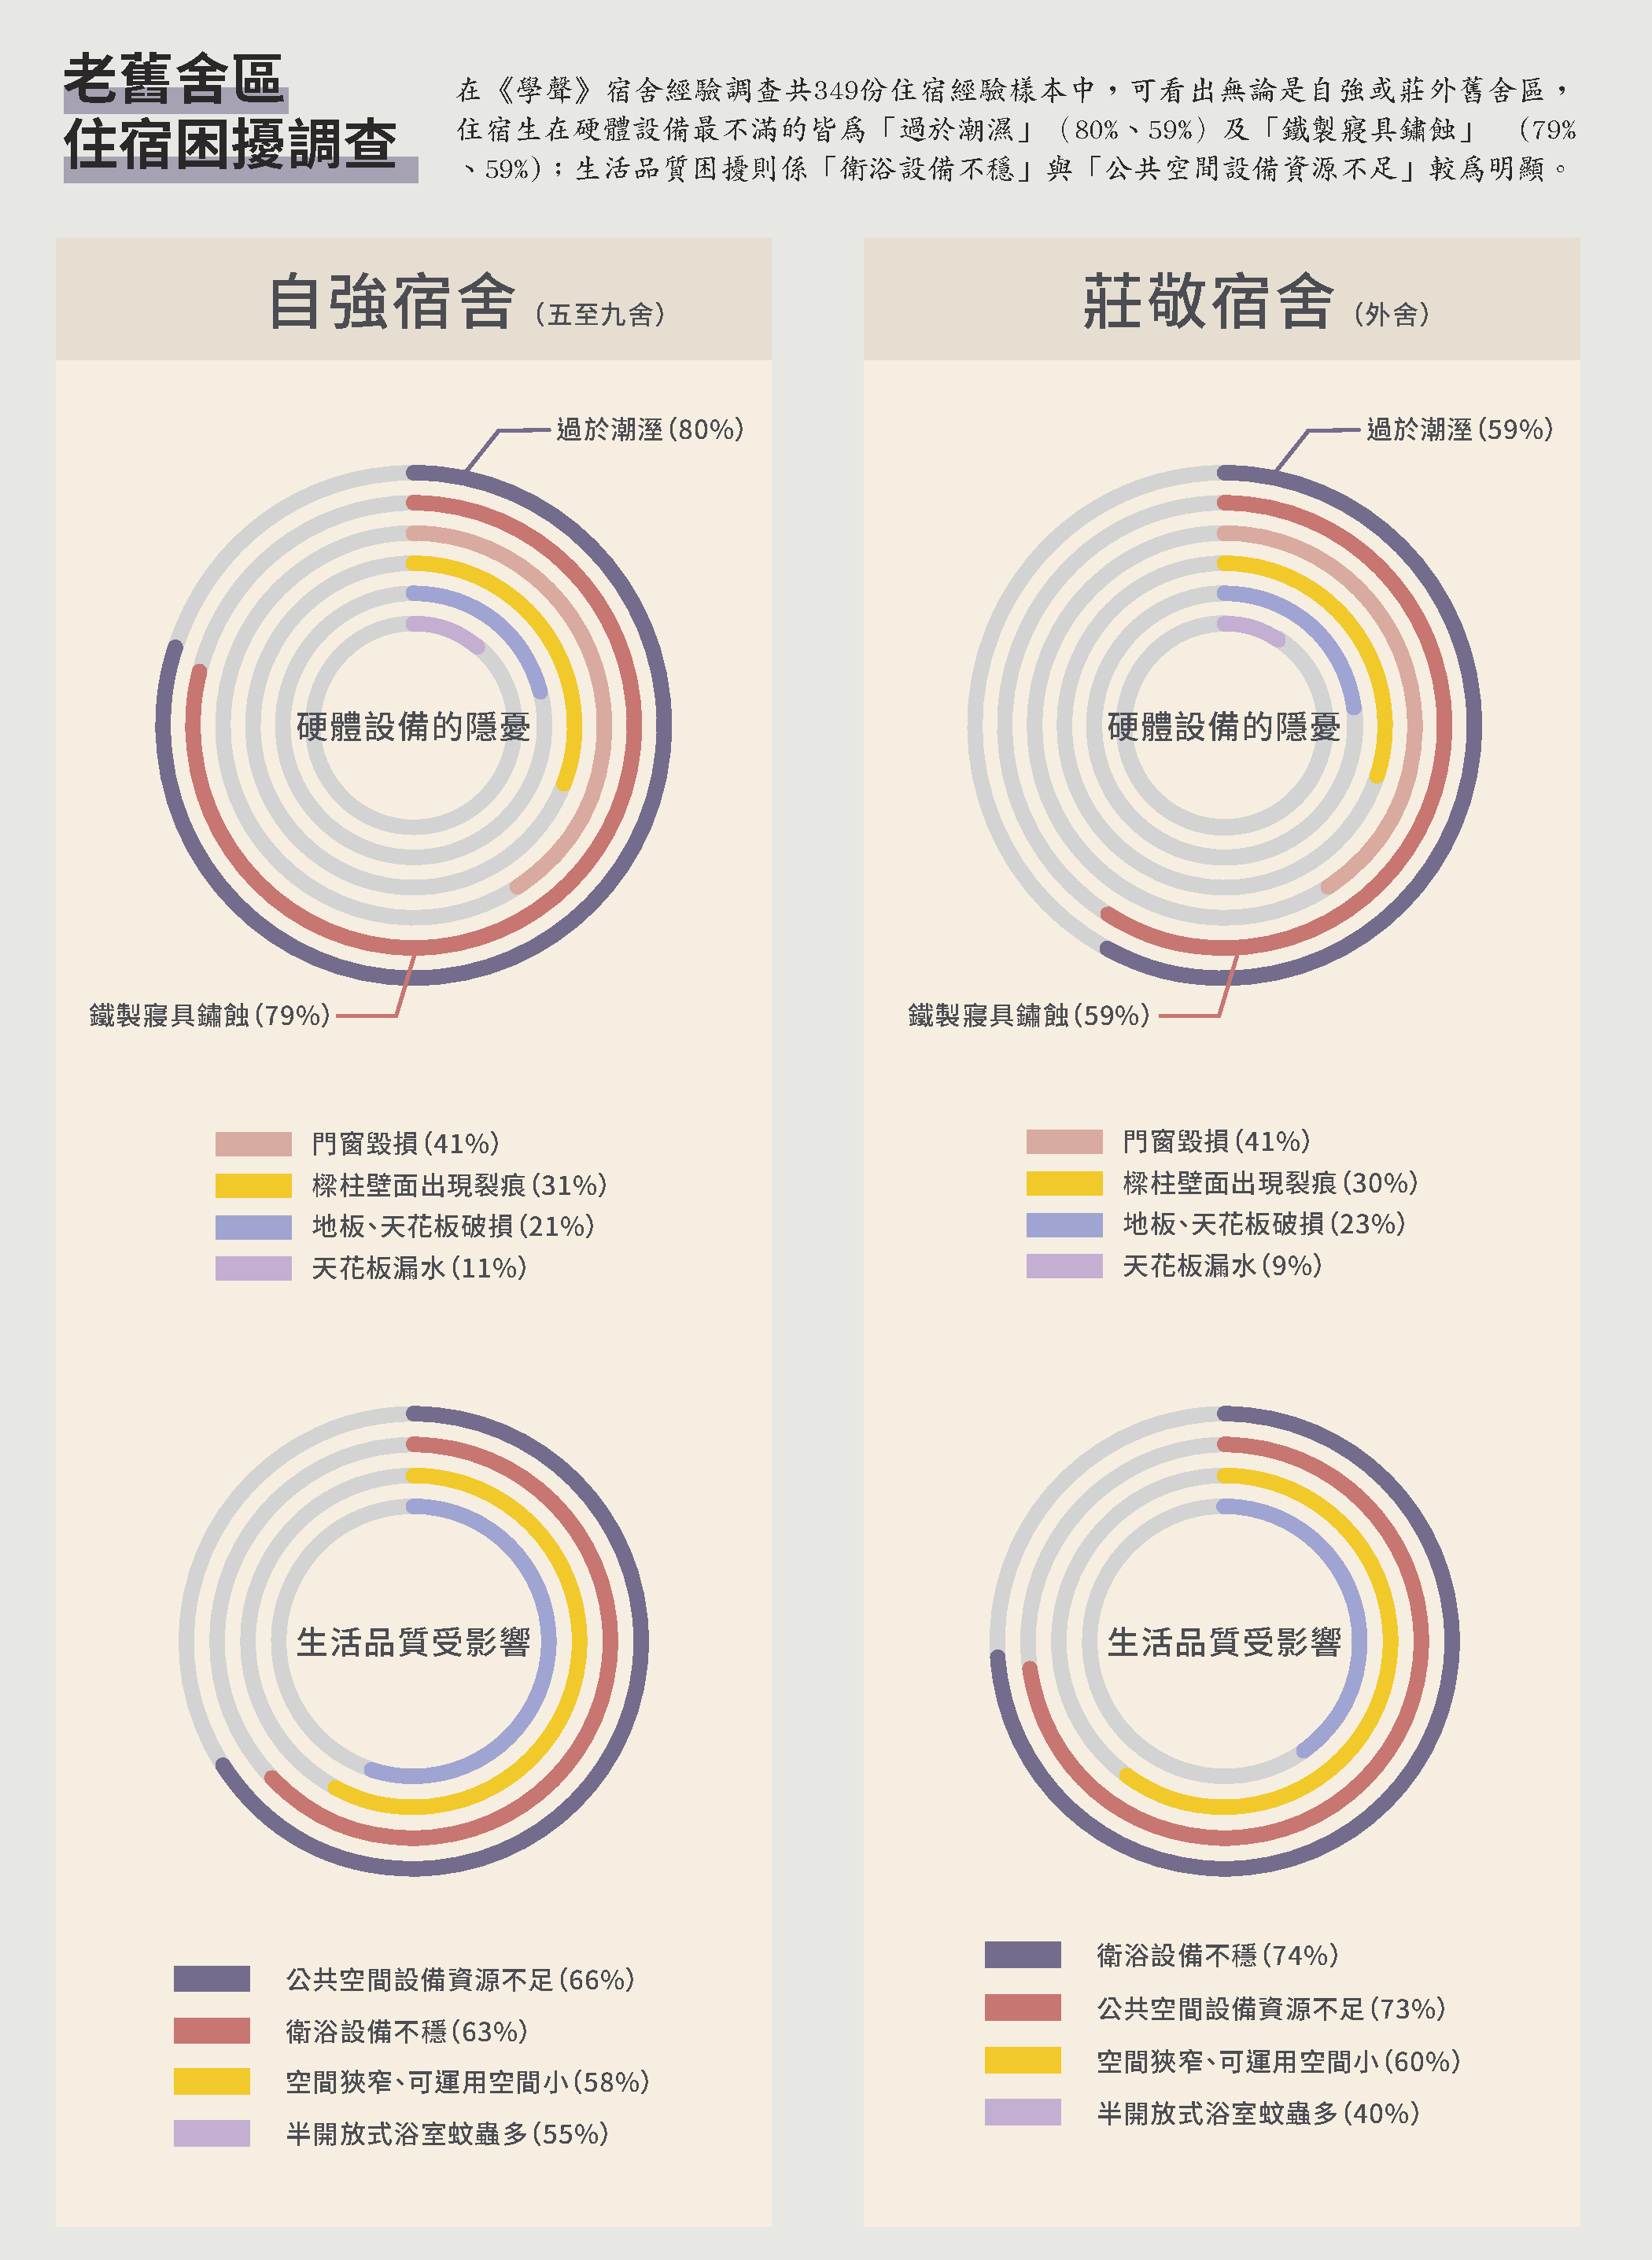 老舊舍區
住宿困擾調查
在《學聲》宿舍經驗調查共349份住宿經驗樣本中，可看出無論是自強或莊外舊舍區，
住宿生在硬體設備最不滿的皆為「過於潮濕」（80%、59%）及「鐵製寢具鏽蝕」（79%
、59%）；生活品質困擾則係「衛浴設備不穩」與「公共空間設備資源不足」較為明顯。
自強宿舍（五至九舍）
過於潮溼（80%）
硬體設備的隱憂
鐵製寢具鏽蝕（79%）
門窗毀損（41%）
樑柱壁面出現裂痕（31%）
地板、天花板破損（21%）
天花板漏水（11%）
生活品質受影響
公共空間設備資源不足（66%）
衛浴設備不穩（63%）
空間狹窄、可運用空間小（58%）
半開放式浴室蚊蟲多（55%）
莊敬宿舍（外舍）
過於潮溼（59%）
硬體設備的隱憂
鐵製寢具鏽蝕（59%）
門窗毀損（41%）
樑柱壁面出現裂痕（30%）
地板、天花板破損（23%）
天花板漏水（9%）
生活品質受影響
衛浴設備不穩（74%）
公共空間設備資源不足（73%）
空間狹窄、可運用空間小（60%）
半開放式浴室蚊蟲多（40%）